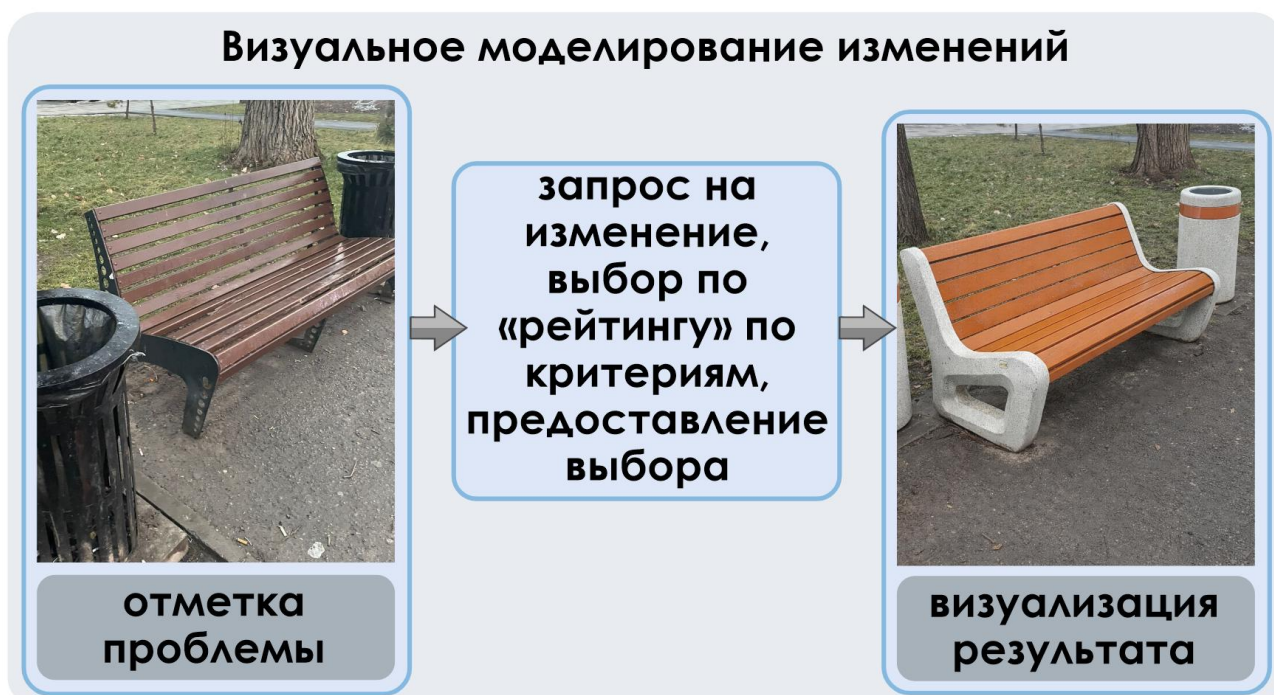 Визуальное моделирование изменений
запрос на
изменение,
выбор по
«рейтингу» по
критериям,
предоставление
выбора
отметка
проблемы
визуализация
результата